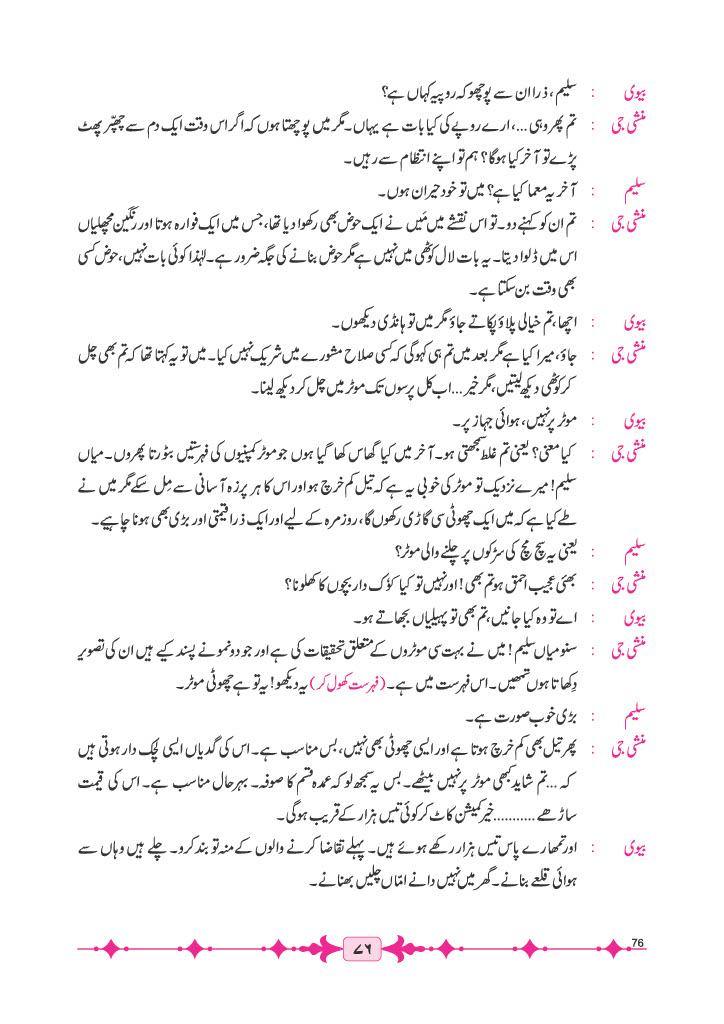 بیوی : سلیم، ذرا ان سے پوچھو کہ روپیہ کہاں ہے؟
منشی جی : تم پھر وہی ...، ارے روپے کی کیا بات ہے یہاں۔ مگر میں پوچھتا ہوں کہ اگر اس وقت ایک دم سے چھپّر پھٹ
پڑے تو آخر کیا ہوگا؟ ہم تو اپنے انتظام سے رہیں۔
سلیم : آخر یہ معما کیا ہے؟ میں تو خود حیران ہوں۔
منشی جی : تم ان کو کہنے دو۔ تو اس نقشے میں مَیں نے ایک حوض بھی رکھوا دیا تھا، جس میں ایک فوارہ ہوتا اور رنگین مچھلیاں
اس میں ڈلوا دیتا۔ یہ بات لال کوٹھی میں نہیں ہے مگر حوض بنانے کی جگہ ضرور ہے۔ لہٰذا کوئی بات نہیں، حوض کسی
بھی وقت بن سکتا ہے۔
بیوی : اچھا، تم خیالی پلاؤ پکاتے جاؤ مگر میں تو ہانڈی دیکھوں۔
منشی جی : جاؤ، میرا کیا ہے مگر بعد میں تم ہی کہوگی کہ کسی صلاح مشورے میں شریک نہیں کیا۔ میں تو یہ کہتا تھا کہ تم بھی چل
کر کوٹھی دیکھ لیتیں، مگر خیر... اب کل پرسوں تک موٹر میں چل کر دیکھ لینا۔
بیوی : موٹر پر نہیں، ہوائی جہاز پر۔
منشی جی : کیا معنی؟ یعنی تم غلط سمجھتی ہو۔ آخر میں کیا گھاس کھا گیا ہوں جو موٹر کمپنیوں کی فہرستیں بٹورتا پھروں۔ میاں
سلیم! میرے نزدیک تو موٹر کی خوبی یہ ہے کہ تیل کم خرچ ہو اور اس کا ہر پرزہ آسانی سے مِل سکے مگر میں نے
طے کیا ہے کہ میں ایک چھوٹی سی گاڑی رکھوں گا، روزمرہ کے لیے اور ایک ذرا قیمتی اور بڑی بھی ہونا چاہیے۔
سلیم : یعنی یہ سچ مچ کی سڑکوں پر چلنے والی موٹر؟
منشی جی : بھئی عجیب احمق ہو تم بھی! اور نہیں تو کیا کوٗک دار بچوں کا کھلونا؟
بیوی : اے تو وہ کیا جانیں، تم بھی تو پہیلیاں بجھاتے ہو۔
منشی جی : سنو میاں سلیم! میں نے بہت سی موٹروں کے متعلق تحقیقات کی ہے اور جو دو نمونے پسند کیے ہیں ان کی تصویر
دِکھاتا ہوں تمھیں۔ اس فہرست میں ہے۔ (فہرست کھول کر) یہ دیکھو! یہ تو ہے چھوٹی موٹر۔
سلیم : بڑی خوب صورت ہے۔
منشی جی : پھر تیل بھی کم خرچ ہوتا ہے اور ایسی چھوٹی بھی نہیں، بس مناسب ہے۔ اس کی گدیاں ایسی لچک دار ہوتی ہیں
کہ ... تم شاید کبھی موٹر پر نہیں بیٹھے۔ بس یہ سمجھ لو کہ عمدہ قسم کا صوفہ۔ بہرحال مناسب ہے۔ اس کی قیمت
ساڑھے ........... خیر کمیشن کاٹ کر کوئی تیس ہزار کے قریب ہوگی۔
بیوی : اور تمھارے پاس تیس ہزار رکھے ہوئے ہیں۔ پہلے تقاضا کرنے والوں کے منہ تو بند کرو۔ چلے ہیں وہاں سے
ہوائی قلعے بنانے۔ گھر میں نہیں دانے امّاں چلیں بھنانے۔
۷۶
76